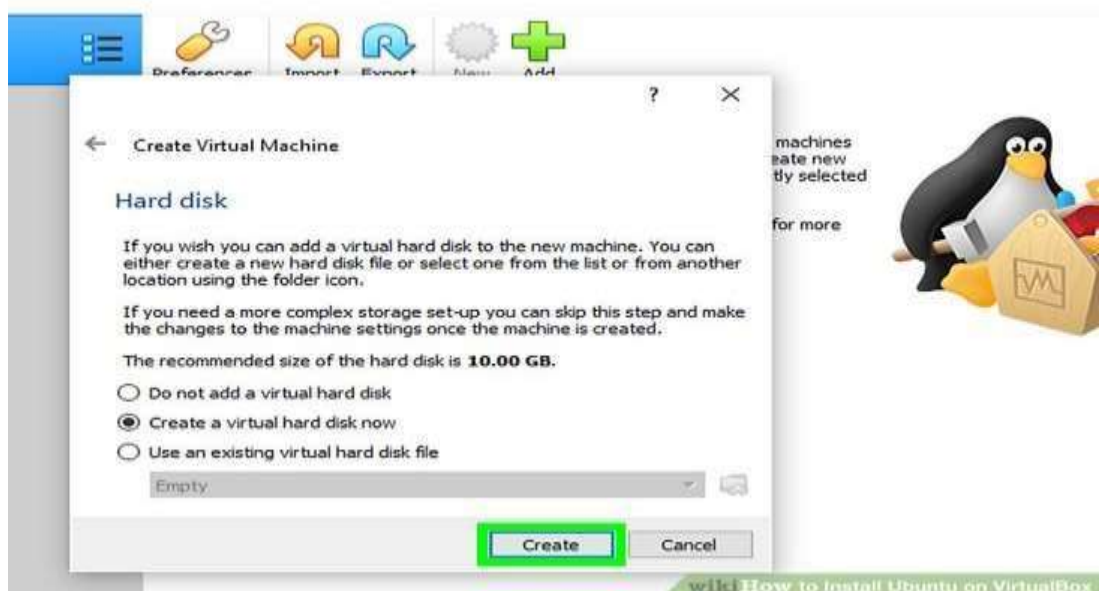 Preferences Import Export New Add
?
Create Virtual Machine
machines
eate new
tly selected
for more
Hard disk
If you wish you can add a virtual hard disk to the new machine. You can
either create a new hard disk file or select one from the list or from another
location using the folder icon.
If you need a more complex storage set-up you can skip this step and make
the changes to the machine settings once the machine is created.
The recommended size of the hard disk is 10.00 GB.
Do not add a virtual hard disk
Create a virtual hard disk now
Use an existing virtual hard disk file
Empty
Create Cancel
wikiHow to Install Ubuntu on VirtualBox